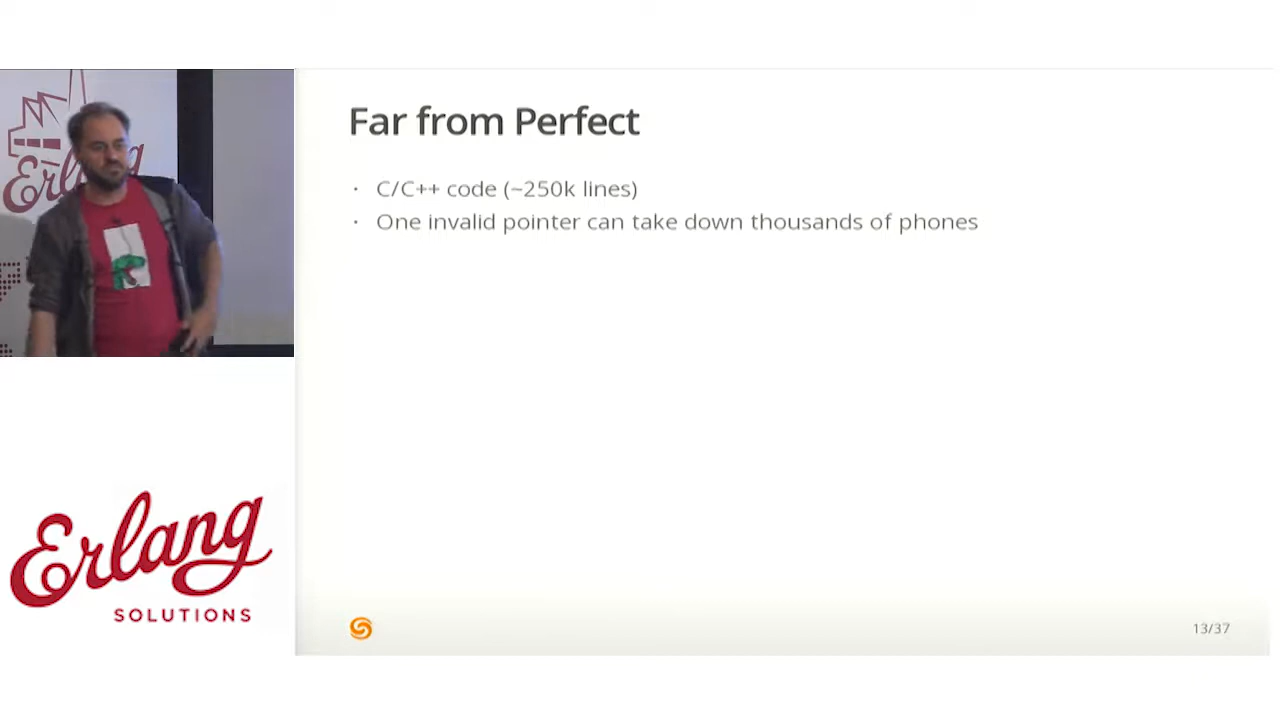 Erlang
Far from Perfect
· C/C++ code (~250k lines)
· One invalid pointer can take down thousands of phones
Erlang
SOLUTIONS
13/37